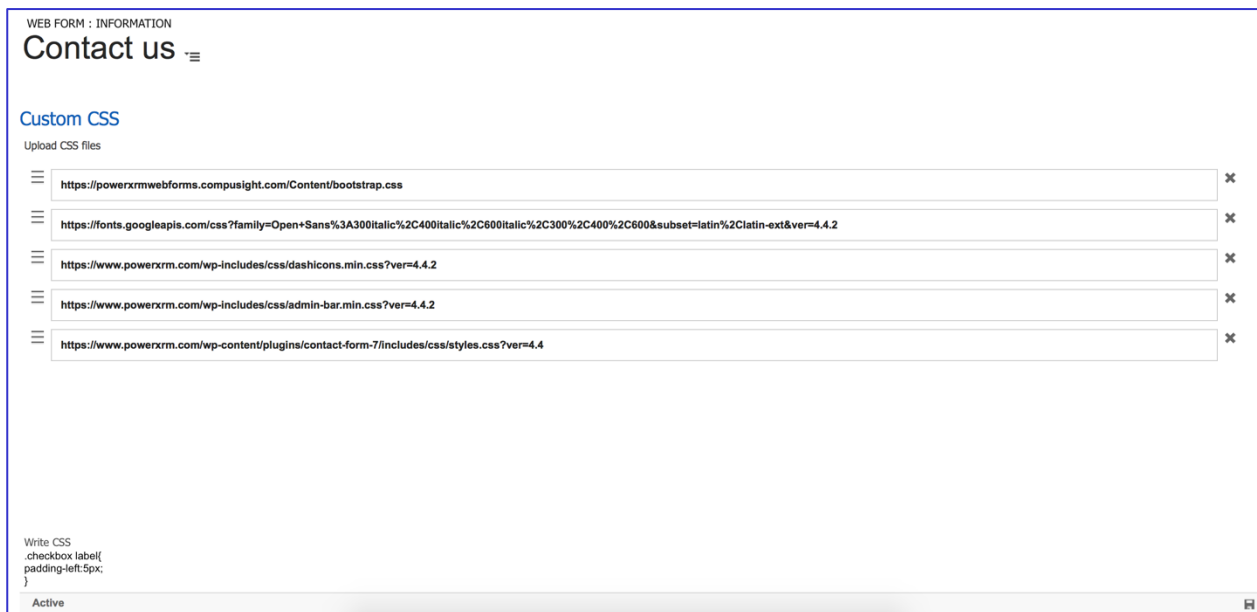 WEB FORM : INFORMATION
Contact us
Custom CSS
Upload CSS files
https://powerxrmwebforms.compusight.com/Content/bootstrap.css
https://fonts.googleapis.com/css?family=Open+Sans%3A300italic%2C400italic%2C600italic%2C300%2C400%2C600&subset=latin%2Clatin-ext&ver=4.4.2
https://www.powerxrm.com/wp-includes/css/dashicons.min.css?ver=4.4.2
https://www.powerxrm.com/wp-includes/css/admin-bar.min.css?ver=4.4.2
https://www.powerxrm.com/wp-content/plugins/contact-form-7/includes/css/styles.css?ver=4.4
Write CSS
.checkbox label{
padding-left:5px;
}
Active